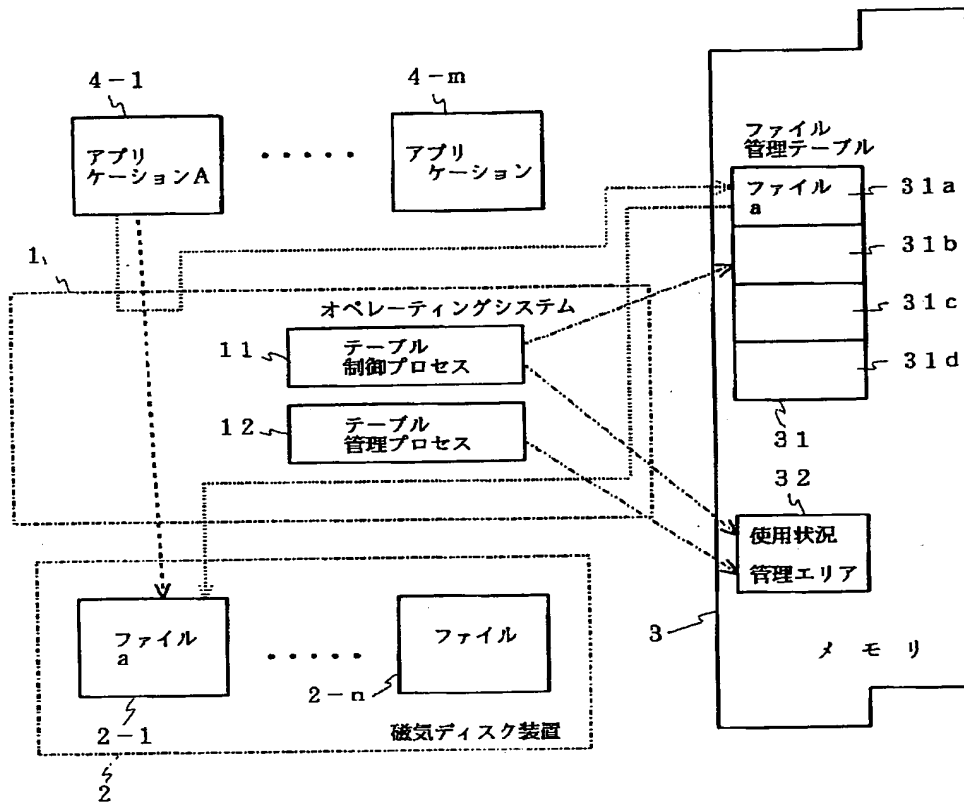 4-1
4-m
アプリ
ケーションA
・・・・・
アプリ
ケーション
ファイル
管理テーブル
ファイル
a
31a
31b
31c
31d
31
1
オペレーティングシステム
11
テーブル
制御プロセス
12
テーブル
管理プロセス
32
使用状況
管理エリア
3
メモリ
ファイル
a
・・・・・
ファイル
2-1
2-n
磁気ディスク装置
2